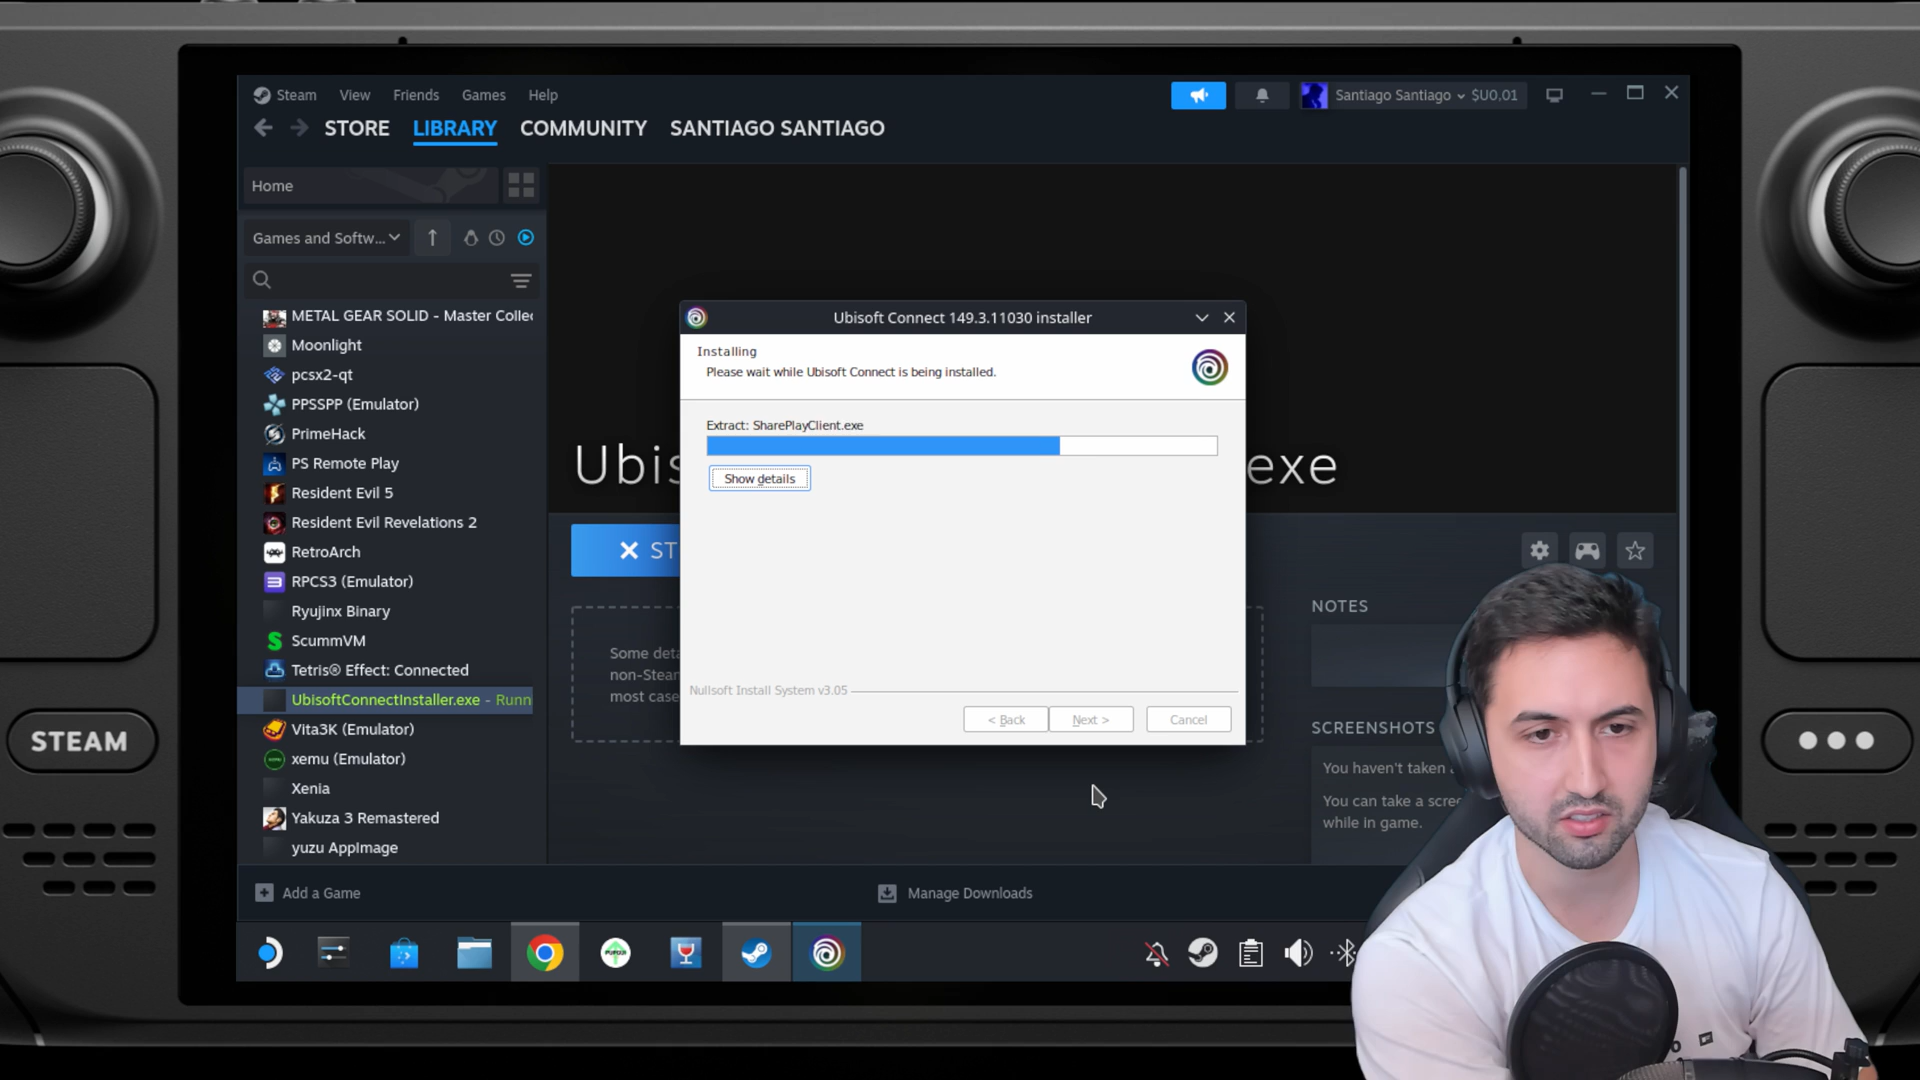 Steam View Friends Games Help
Santiago Santiago $U0,01
STORE LIBRARY COMMUNITY SANTIAGO SANTIAGO
Home
Games and Softw...
METAL GEAR SOLID - Master Collec
Moonlight
pcsx2-qt
PPSSPP (Emulator)
PrimeHack
PS Remote Play
Resident Evil 5
Resident Evil Revelations 2
RetroArch
RPCS3 (Emulator)
Ryujinx Binary
ScummVM
Tetris® Effect: Connected
UbisoftConnectInstaller.exe - Runn
Vita3K (Emulator)
xemu (Emulator)
Xenia
Yakuza 3 Remastered
yuzu AppImage
Ubisoft Connect 149.3.11030 installer
Installing
Please wait while Ubisoft Connect is being installed.
Extract: SharePlayClient.exe
Show details
Nullsoft Install System v3.05
< Back Next > Cancel
Ubis
exe
ST
Some deta
non-Stean
most case
NOTES
SCREENSHOTS
You haven't taken
You can take a scree
while in game.
Add a Game
Manage Downloads
STEAM